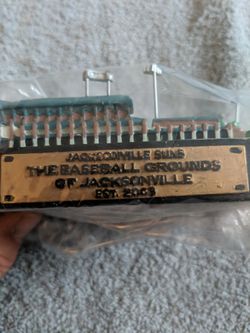 JACKSONVILLE SUNS
THE BASEBALL GROUNDS
OF JACKSONVILLE
EST. 2003